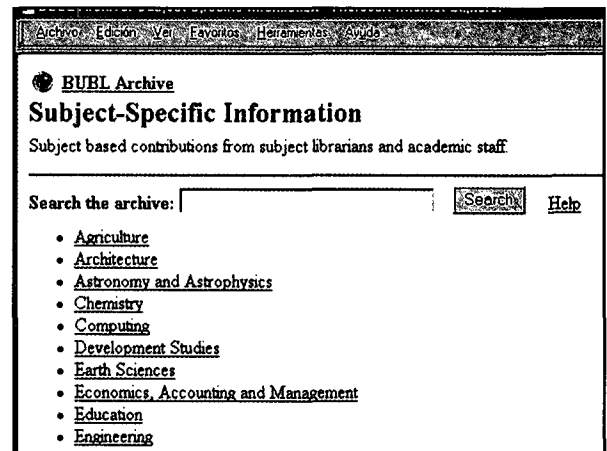 Archivo Edición Ver Favoritos Herramientas Ayuda
BUBL Archive
Subject-Specific Information
Subject based contributions from subject librarians and academic staff.
Search the archive: Search Help
• Agriculture
• Architecture
• Astronomy and Astrophysics
• Chemistry
• Computing
• Development Studies
• Earth Sciences
• Economics, Accounting and Management
• Education
• Engineering